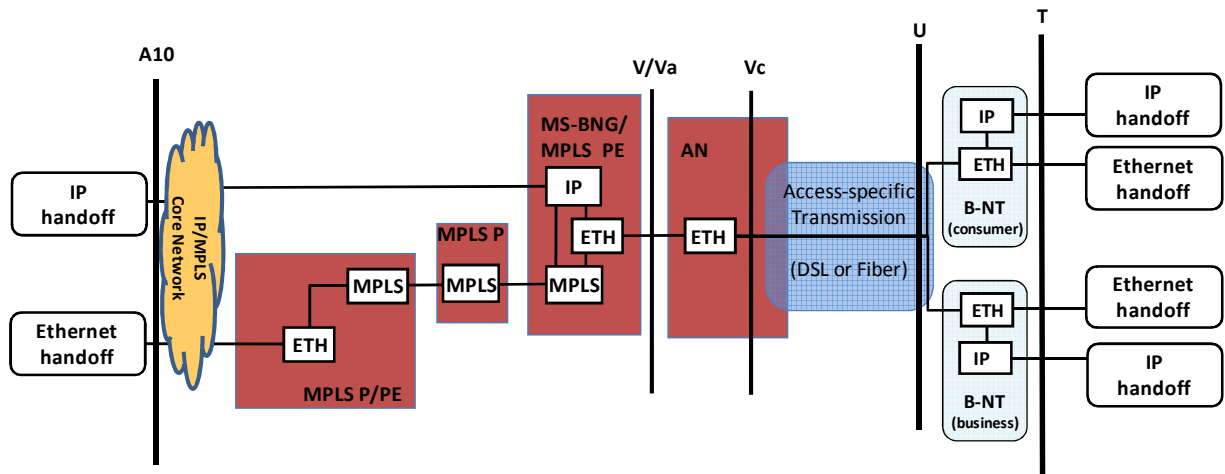 A10
V/Va
Vc
U
T
IP
handoff
Ethernet
handoff
IP/MPLS
Core Network
ETH
MPLS
MPLS P/PE
MPLS P
MPLS
MS-BNG/
MPLS PE
IP
ETH
MPLS
AN
ETH
Access-specific
Transmission
(DSL or Fiber)
IP
ETH
B-NT
(consumer)
ETH
IP
B-NT
(business)
IP
handoff
Ethernet
handoff
Ethernet
handoff
IP
handoff